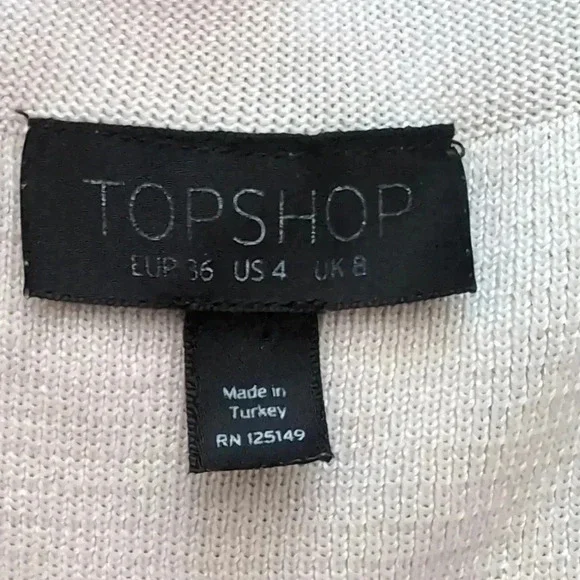 TOPSHOP
EUR 36 US 4 UK 8
Made in
Turkey
RN 125149